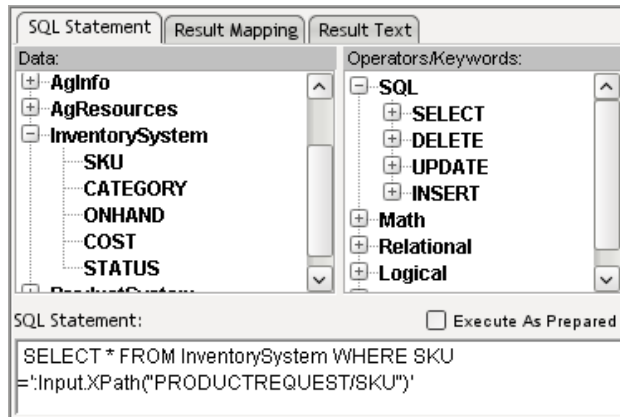 SQL Statement Result Mapping Result Text
Data: Operators/Keywords:
AgInfo
AgResources
InventorySystem
SKU
CATEGORY
ONHAND
COST
STATUS
SQL
SELECT
DELETE
UPDATE
INSERT
Math
Relational
Logical
SQL Statement: Execute As Prepared
SELECT * FROM InventorySystem WHERE SKU
=':Input.XPath("PRODUCTREQUEST/SKU")'